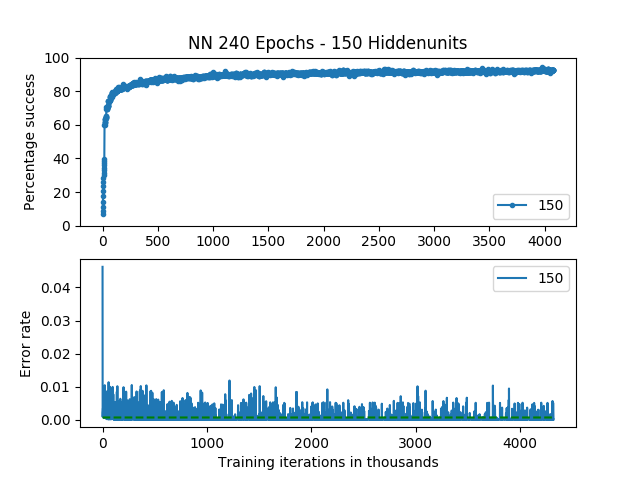 NN 240 Epochs - 150 Hiddenunits
Percentage success
100
80
60
40
20
0
150
0 500 1000 1500 2000 2500 3000 3500 4000
Error rate
0.04
0.03
0.02
0.01
0.00
150
0 1000 2000 3000 4000
Training iterations in thousands